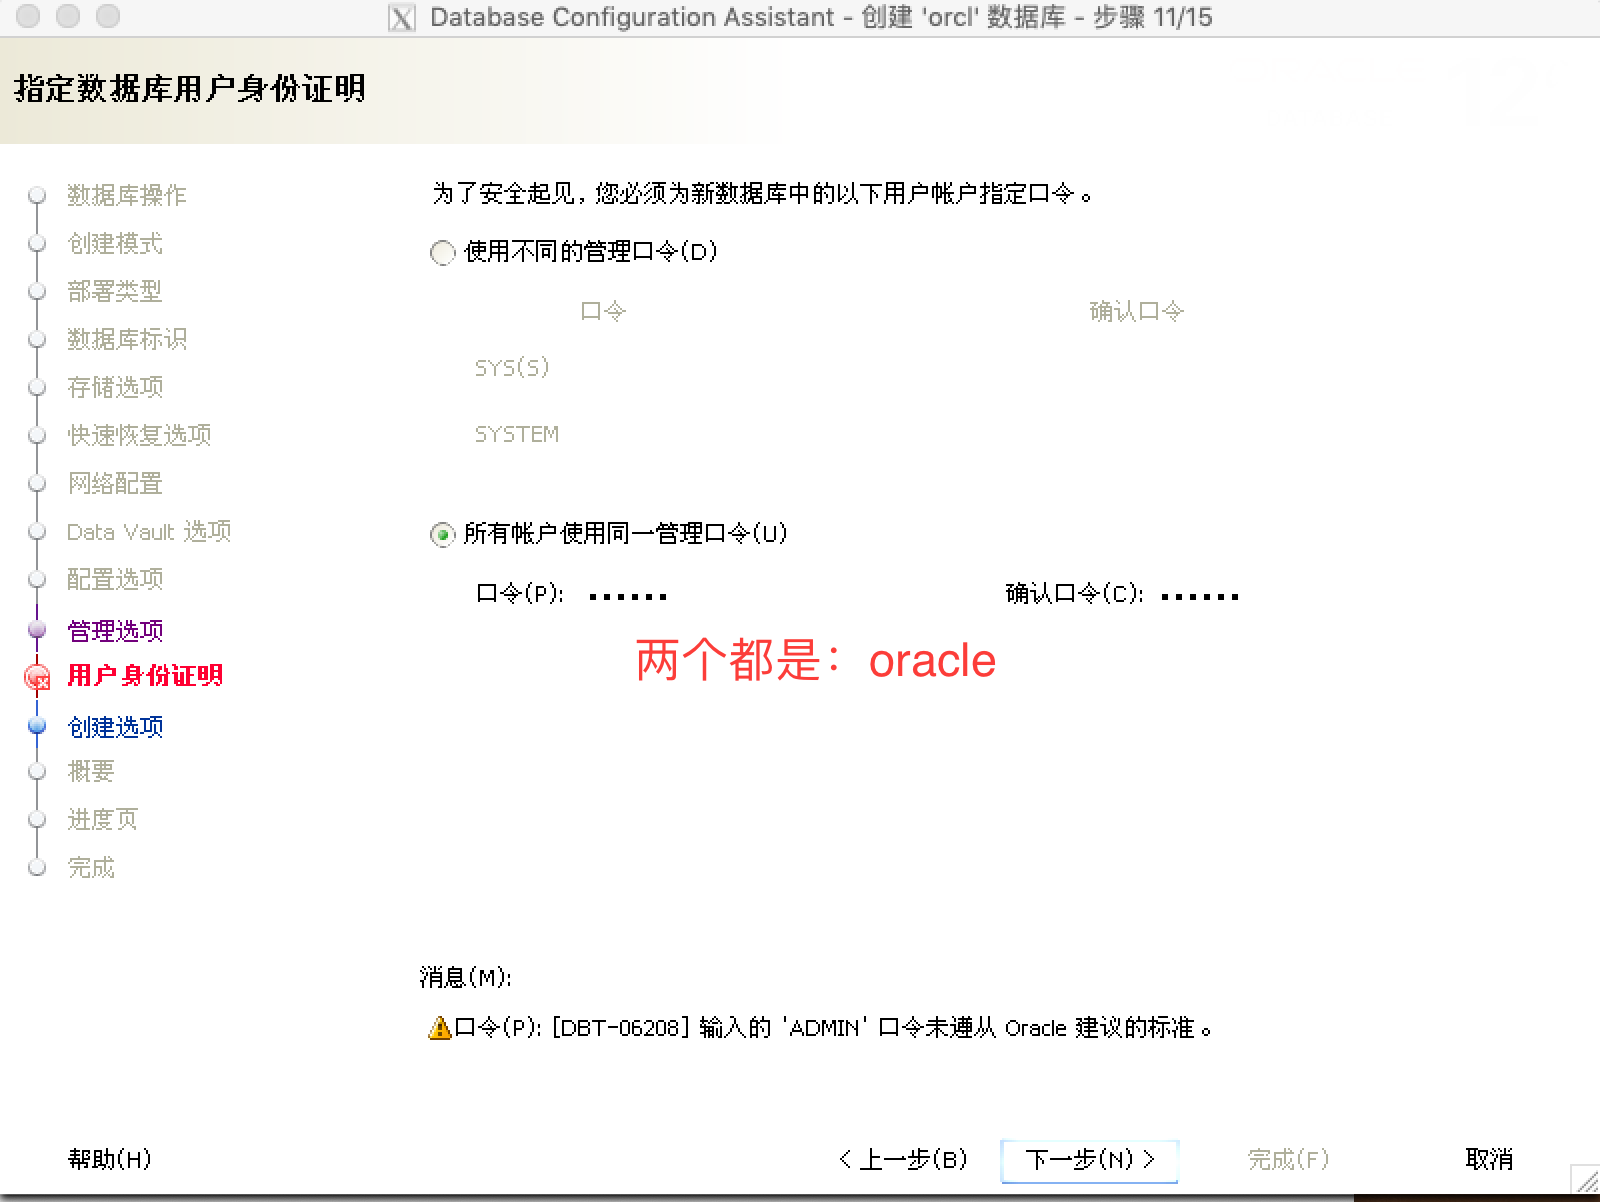 Database Configuration Assistant - 创建 'orcl' 数据库 - 步骤 11/15
指定数据库用户身份证明
数据库操作
创建模式
部署类型
数据库标识
存储选项
快速恢复选项
网络配置
Data Vault 选项
配置选项
管理选项
用户身份证明
创建选项
概要
进度页
完成
为了安全起见, 您必须为新数据库中的以下用户帐户指定口令。
使用不同的管理口令(D)
口令 确认口令
SYS(S)
SYSTEM
所有帐户使用同一管理口令(U)
口令(P): •••••• 确认口令(C): ••••••
两个都是：oracle
消息(M):
口令(P): [DBT-06208] 输入的 'ADMIN' 口令未遵从 Oracle 建议的标准。
帮助(H) < 上一步(B) 下一步(N) > 完成(F) 取消